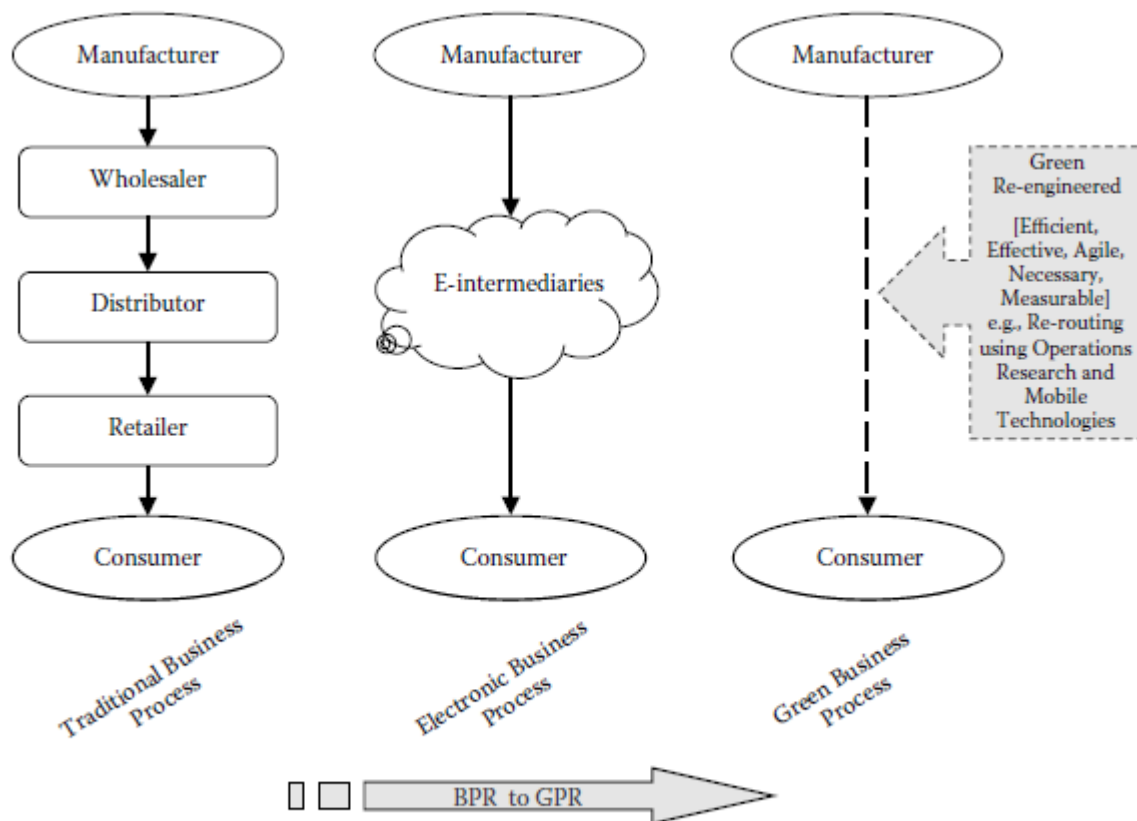 Manufacturer
Wholesaler
Distributor
Retailer
Consumer
Traditional Business
Process
Manufacturer
E-intermediaries
Consumer
Electronic Business
Process
Manufacturer
Consumer
Green Business
Process
Green
Re-engineered
[Efficient,
Effective, Agile,
Necessary,
Measurable]
e.g., Re-routing
using Operations
Research and
Mobile
Technologies
BPR to GPR